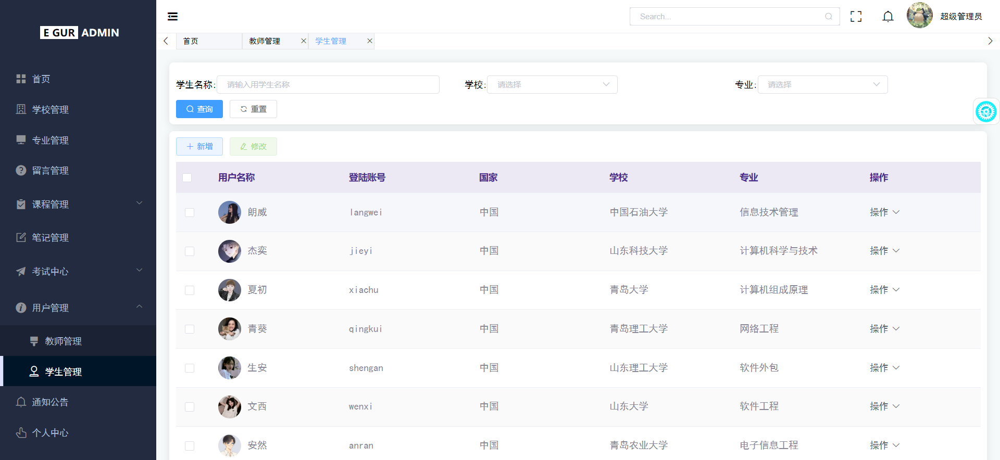 E GUR ADMIN
首页
学校管理
专业管理
留言管理
课程管理
笔记管理
考试中心
用户管理
教师管理
学生管理
通知公告
个人中心
Search...
超级管理员
首页 教师管理 学生管理
学生名称: 请输入用学生名称 学校: 请选择 专业: 请选择
查询 重置
新增 修改
用户名称 登陆账号 国家 学校 专业 操作
朗威 langwei 中国 中国石油大学 信息技术管理 操作
杰奕 jieyi 中国 山东科技大学 计算机科学与技术 操作
夏初 xiachu 中国 青岛大学 计算机组成原理 操作
青葵 qingkui 中国 青岛理工大学 网络工程 操作
生安 shengan 中国 山东理工大学 软件外包 操作
文西 wenxi 中国 山东大学 软件工程 操作
安然 anran 中国 青岛农业大学 电子信息工程 操作